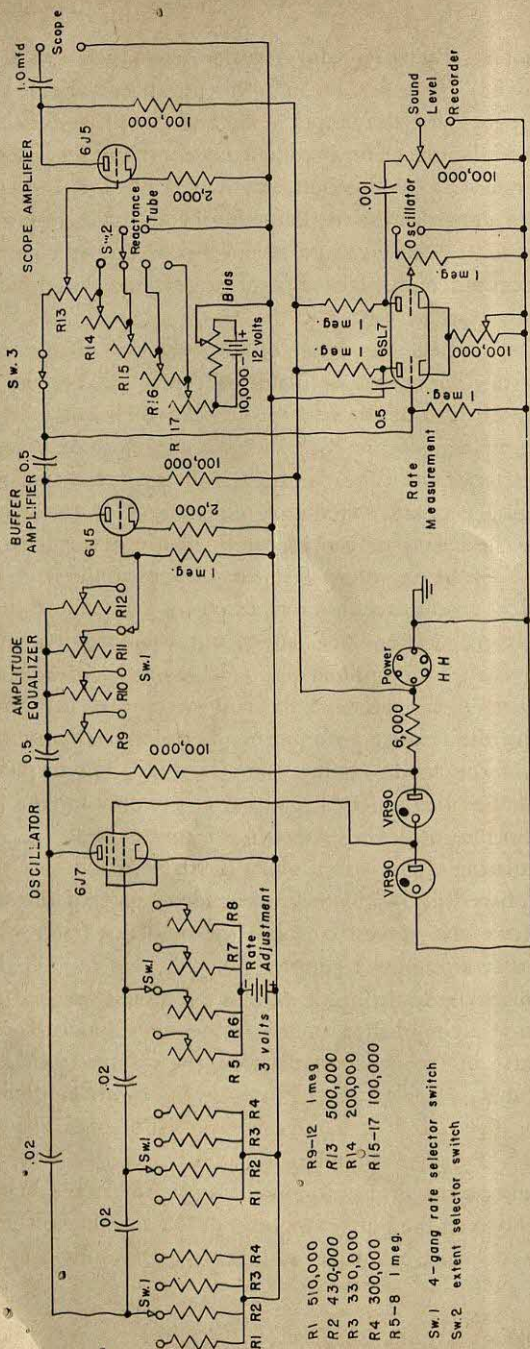 OSCILLATOR
AMPLITUDE
EQUALIZER
BUFFER
AMPLIFIER
SCOPE AMPLIFIER
.02
02
.02
Sw.1
Sw.1
Sw.1
R1 R2 R3 R4
R1 R2 R3 R4
R5 R6 R7 R8
Rate
Adjustment
3 volts
6J7
0.5
100,000
R9 R10 R11 R12
Sw.1
6J5
0.5
1 meg.
2,000
100,000
Sw. 3
R13
R14
R15
R16
R 17
Sw.2
Reactance
Tube
Bias
10,000
12 volts
6J5
2,000
100,000
1.0 mfd
Scope
VR90
VR90
6,000
Power
H H
Rate
Measurement
1 meg.
0.5
1 meg.
1 meg.
6SL7
100,000
1 meg.
Oscillator
.001
100,000
Sound
Level
Recorder
R1 510,000
R2 430,000
R3 330,000
R4 300,000
R5-8 1 meg.
R9-12 1 meg
R13 500,000
R14 200,000
R15-17 100,000
Sw.1 4-gang rate selector switch
Sw.2 extent selector switch